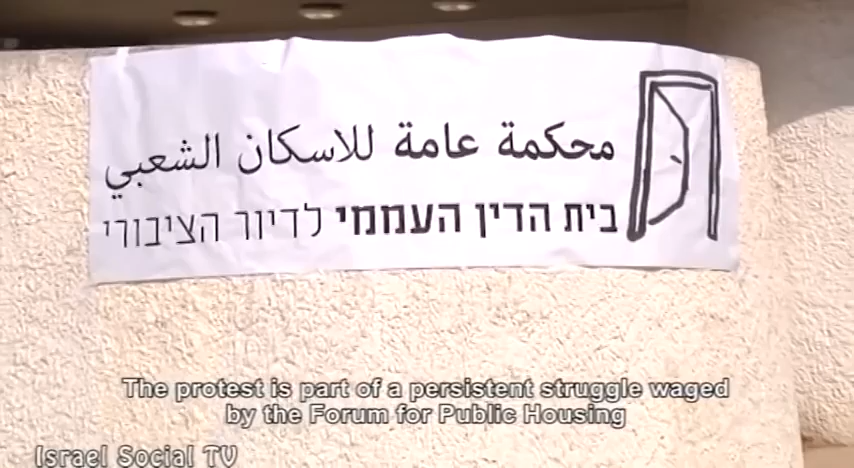 محكمة عامة للاسكان الشعبي
בית הדין העממי לדיור הציבורי
The protest is part of a persistent struggle waged
by the Forum for Public Housing
Israel Social TV